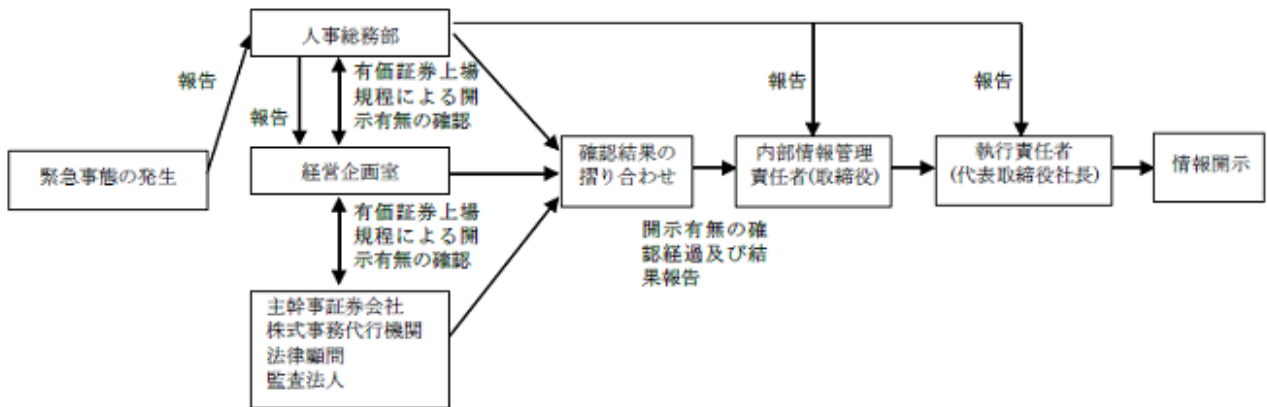 人事総務部
報告
報告
有価証券上場
規程による開
示有無の確認
報告
報告
緊急事態の発生
経営企画室
確認結果の
摺り合わせ
内部情報管理
責任者(取締役)
執行責任者
(代表取締役社長)
情報開示
有価証券上場
規程による開
示有無の確認
開示有無の確
認経過及び結
果報告
主幹事証券会社
株式事務代行機関
法律顧問
監査法人